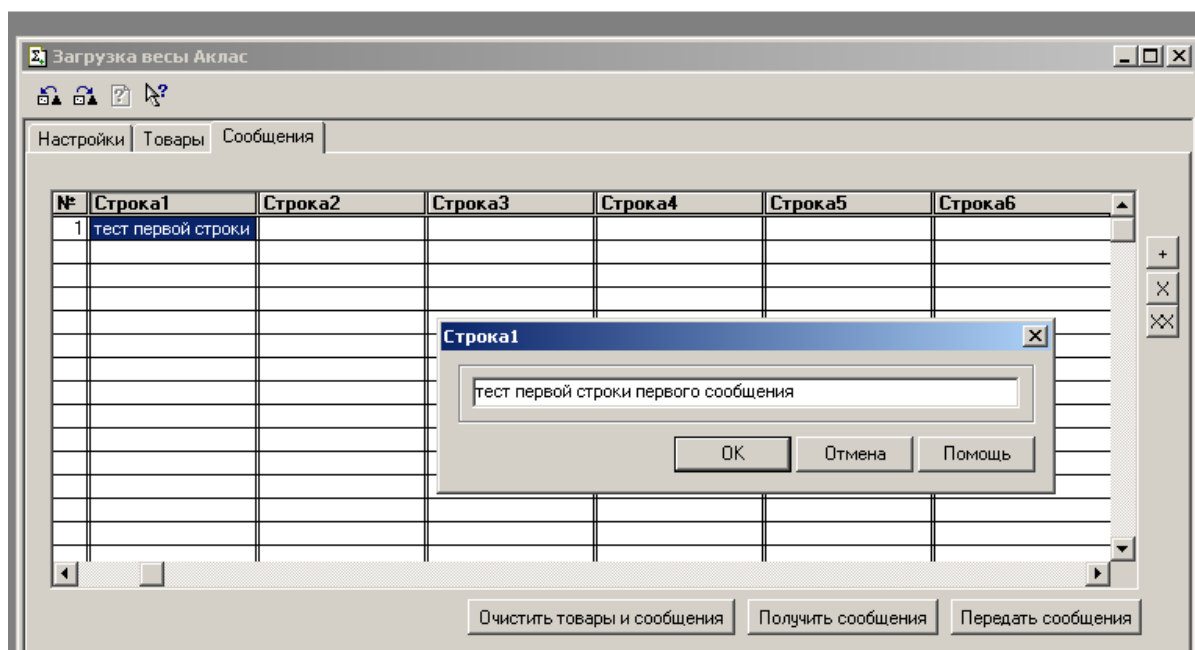 Загрузка весы Аклас
Настройки Товары Сообщения
№ Строка1 Строка2 Строка3 Строка4 Строка5 Строка6
1 тест первой строки
+
X
XX
Строка1
тест первой строки первого сообщения
OK Отмена Помощь
Очистить товары и сообщения Получить сообщения Передать сообщения